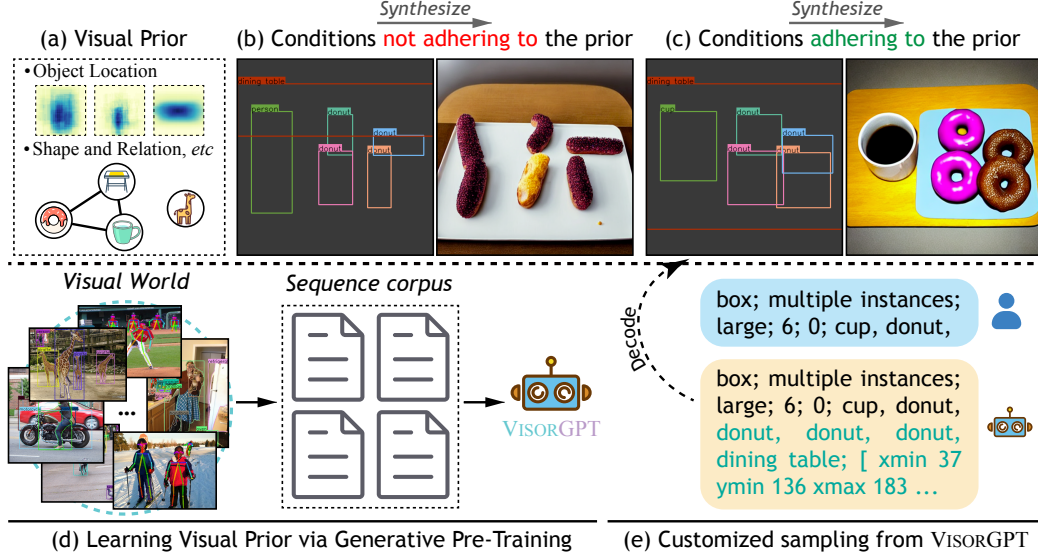 Synthesize
Synthesize
(a) Visual Prior
(b) Conditions not adhering to the prior
(c) Conditions adhering to the prior
•Object Location
•Shape and Relation, etc
dining table
person
donut
donut
donut
donut
dining table
cup
donut
donut
donut
donut
Visual World
...
Sequence corpus
VISORGPT
Decode
box; multiple instances;
large; 6; 0; cup, donut,
box; multiple instances;
large; 6; 0; cup, donut,
donut, donut, donut,
dining table; [ xmin 37
ymin 136 xmax 183 ...
(d) Learning Visual Prior via Generative Pre-Training
(e) Customized sampling from VISORGPT